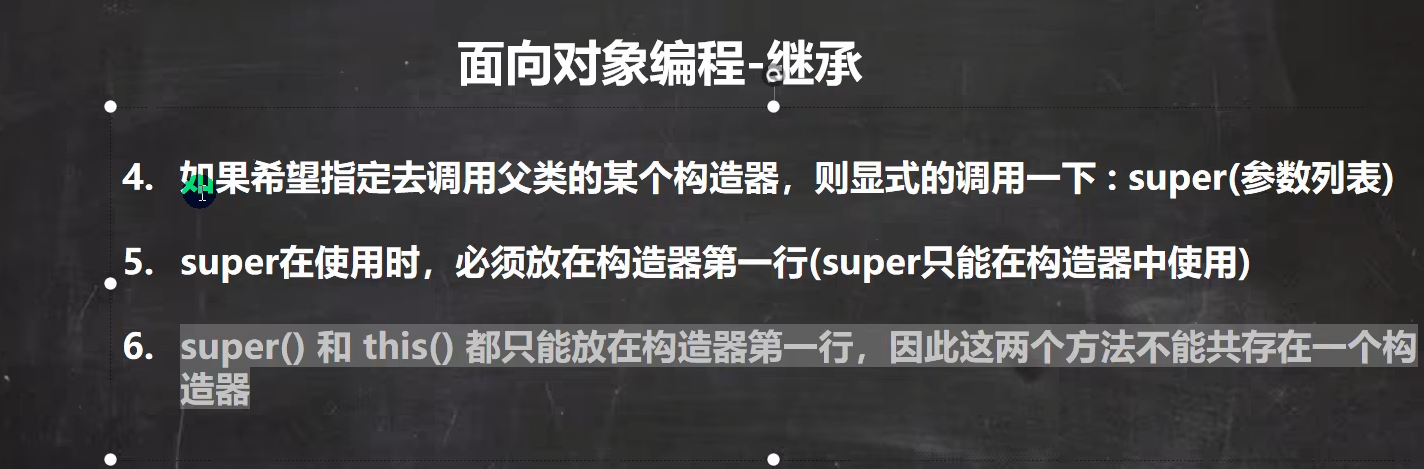 面向对象编程-继承
4. 如果希望指定去调用父类的某个构造器，则显式的调用一下 : super(参数列表)
5. super在使用时，必须放在构造器第一行(super只能在构造器中使用)
6. super() 和 this() 都只能放在构造器第一行，因此这两个方法不能共存在一个构
造器